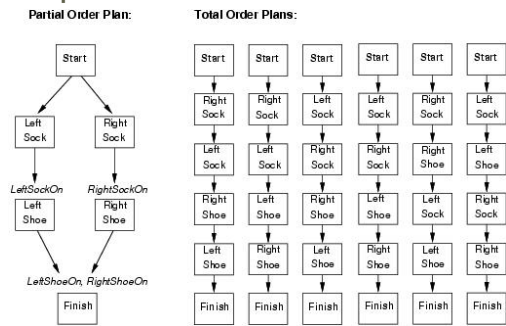 Partial Order Plan:
Start
Left
Sock
Right
Sock
LeftSockOn
RightSockOn
Left
Shoe
Right
Shoe
LeftShoeOn, RightShoeOn
Finish
Total Order Plans:
Start
Right
Sock
Left
Sock
Right
Shoe
Left
Shoe
Finish
Start
Right
Sock
Left
Sock
Left
Shoe
Right
Shoe
Finish
Start
Left
Sock
Right
Sock
Right
Shoe
Left
Shoe
Finish
Start
Left
Sock
Right
Sock
Left
Shoe
Right
Shoe
Finish
Start
Right
Sock
Right
Shoe
Left
Sock
Left
Shoe
Finish
Start
Left
Sock
Left
Shoe
Right
Sock
Right
Shoe
Finish